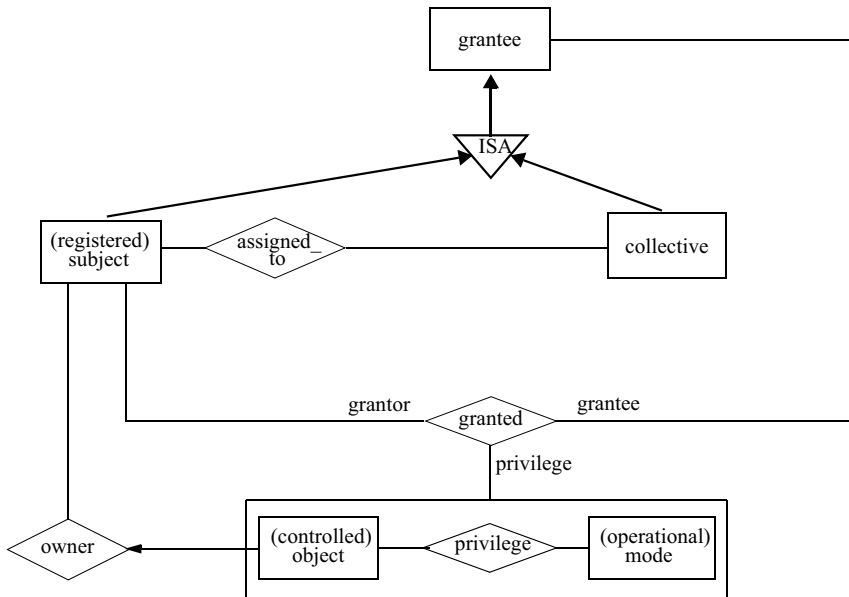 grantee
ISA
(registered)
subject
assigned_
to
collective
grantor
granted
grantee
privilege
owner
(controlled)
object
privilege
(operational)
mode